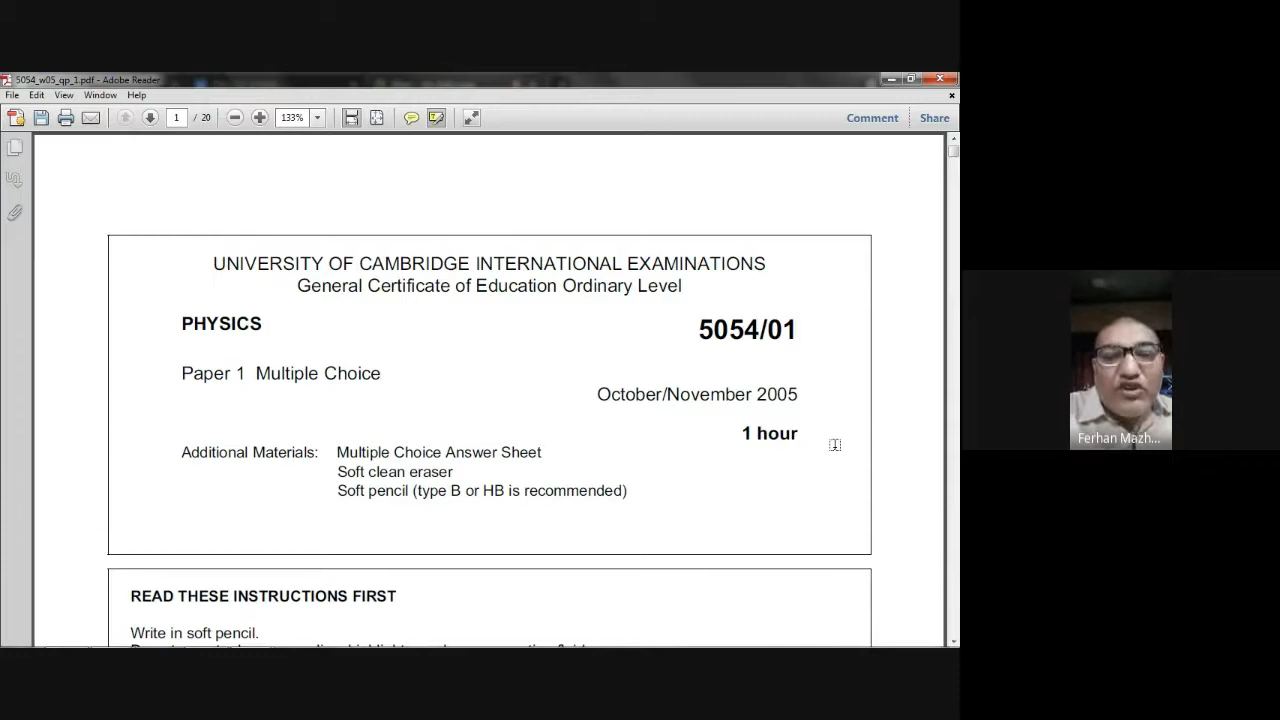 5054_w05_qp_1.pdf - Adobe Reader
File Edit View Window Help
1 / 20 133% Comment Share
UNIVERSITY OF CAMBRIDGE INTERNATIONAL EXAMINATIONS
General Certificate of Education Ordinary Level
PHYSICS 5054/01
Paper 1 Multiple Choice
October/November 2005
1 hour
Additional Materials: Multiple Choice Answer Sheet
Soft clean eraser
Soft pencil (type B or HB is recommended)
READ THESE INSTRUCTIONS FIRST
Write in soft pencil.
Ferhan Mazh...